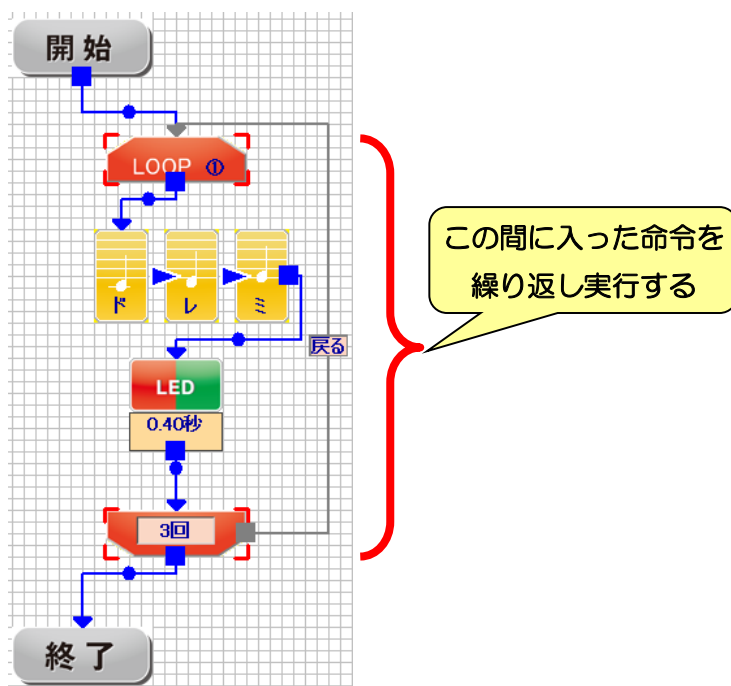 開始
LOOP ①
この間に入った命令を
繰り返し実行する
ド レ ミ
戻る
LED
0.40秒
3回
終了